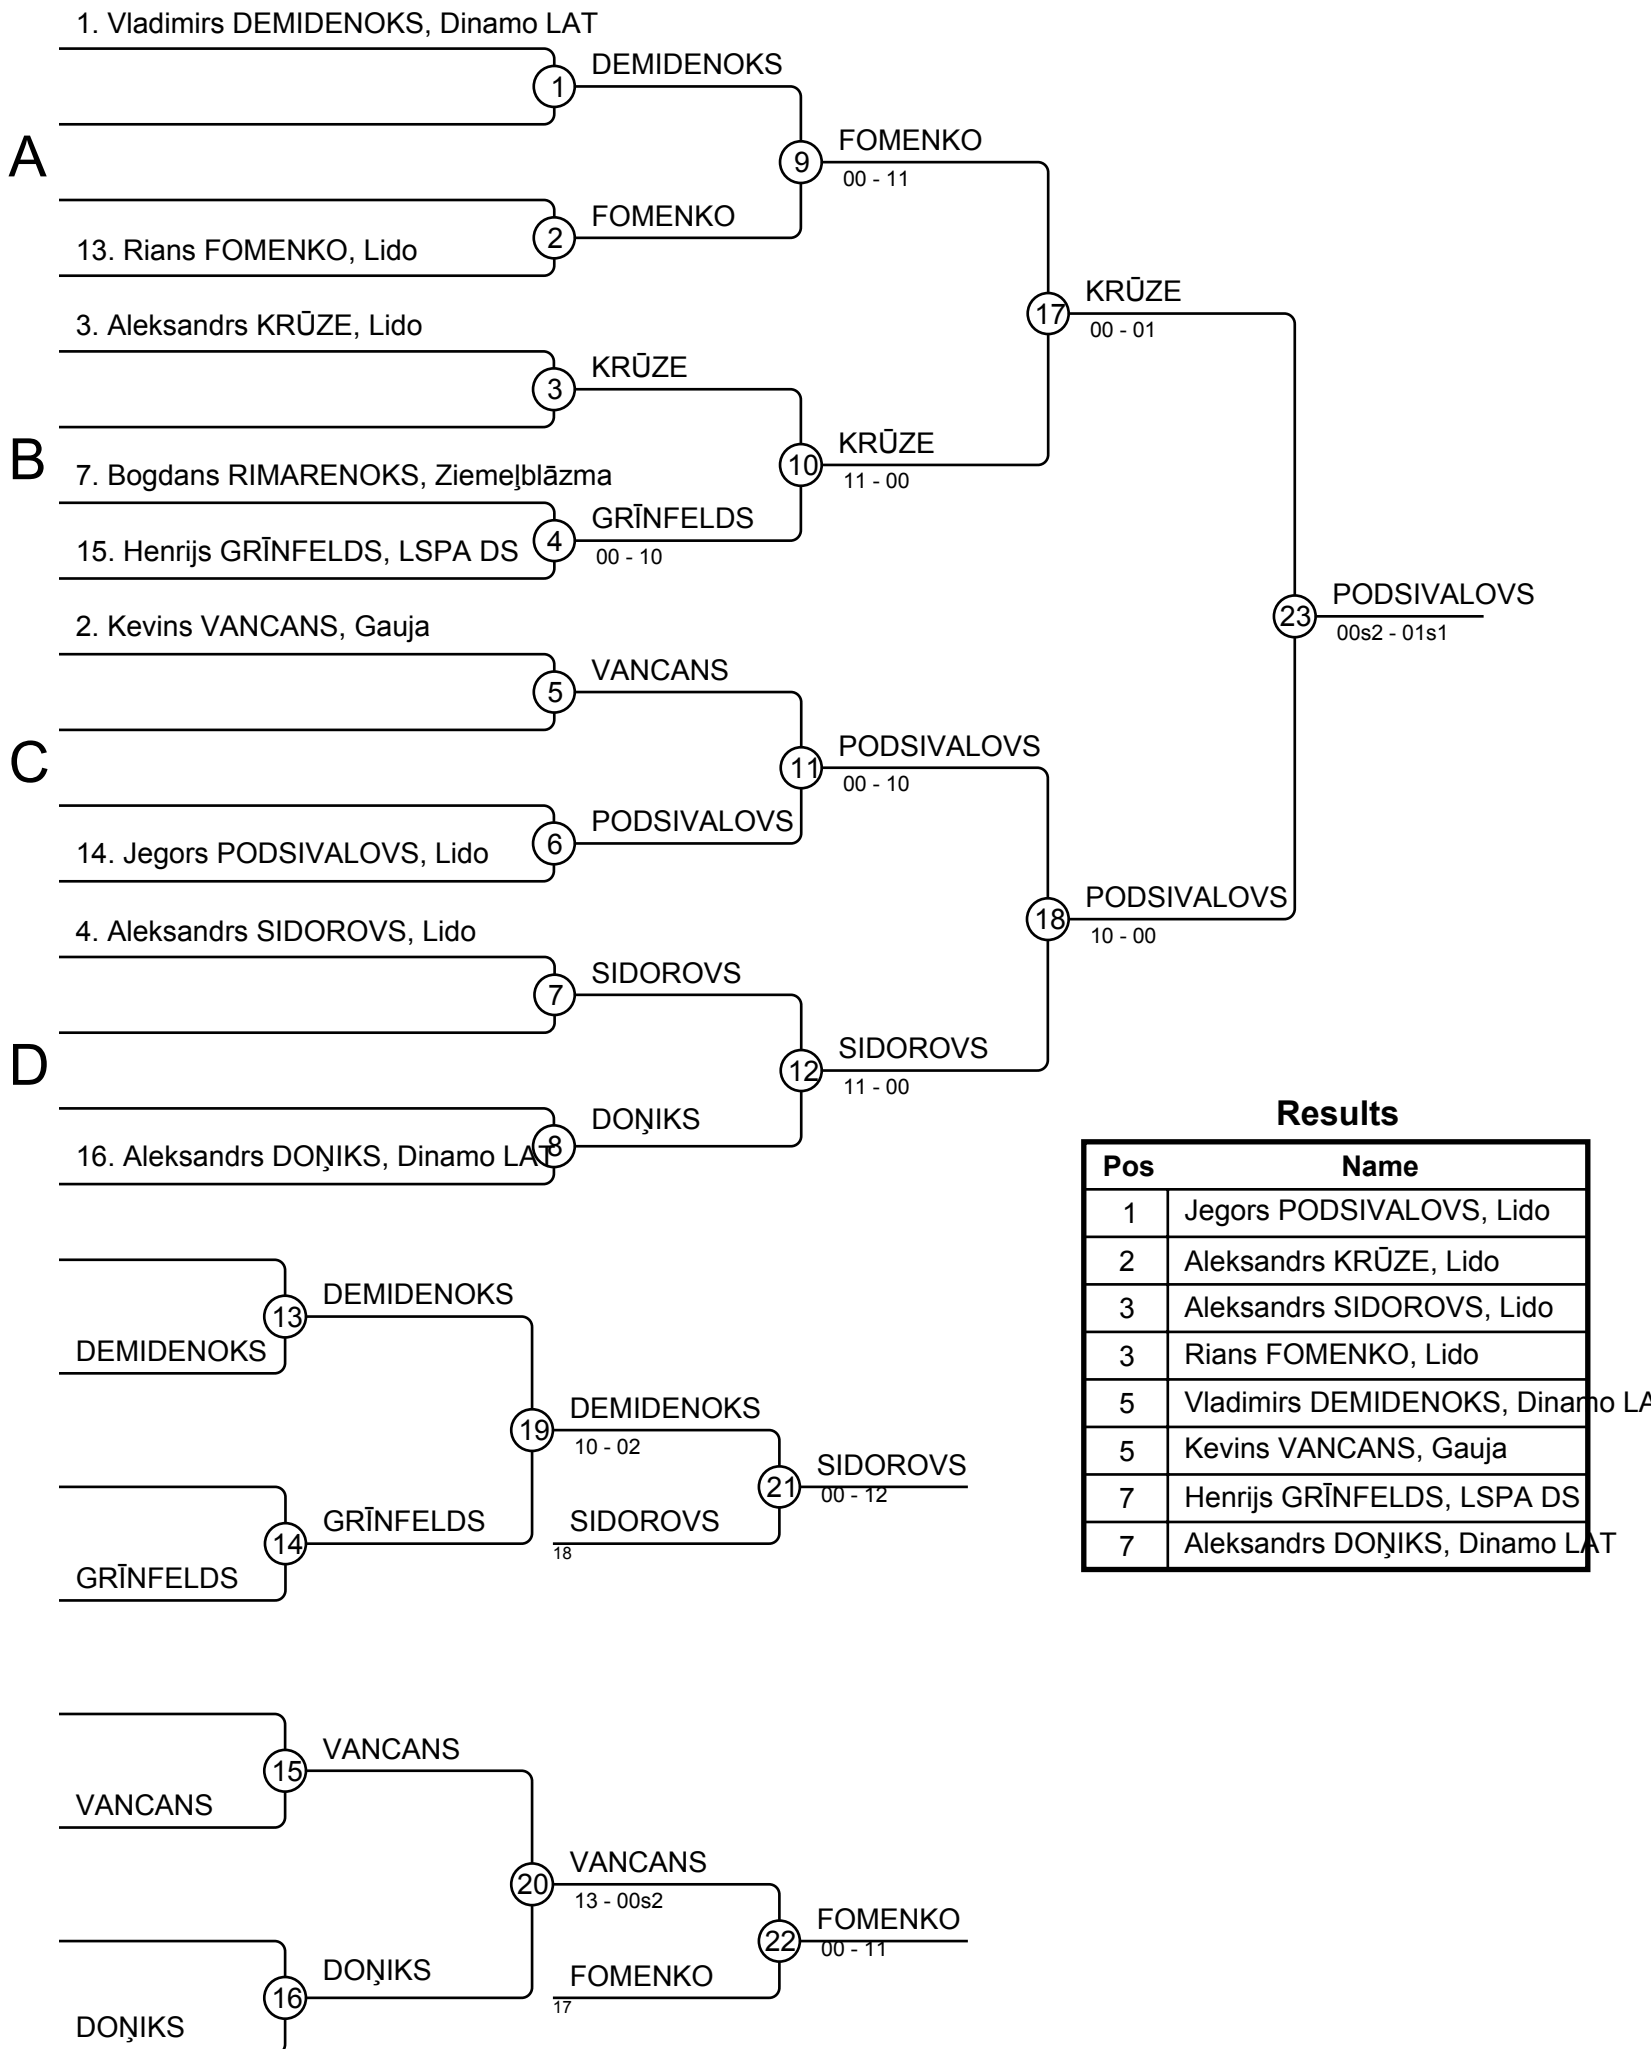 1. Vladimirs DEMIDENOKS, Dinamo LAT
1
DEMIDENOKS
A
9
FOMENKO
00 - 11
2
FOMENKO
13. Rians FOMENKO, Lido
17
KRŪZE
00 - 01
3. Aleksandrs KRŪZE, Lido
3
KRŪZE
B
10
KRŪZE
11 - 00
7. Bogdans RIMARENOKS, Ziemeļblāzma
4
GRĪNFELDS
00 - 10
15. Henrijs GRĪNFELDS, LSPA DS
23
PODSIVALOVS
00s2 - 01s1
2. Kevins VANCANS, Gauja
5
VANCANS
C
11
PODSIVALOVS
00 - 10
6
PODSIVALOVS
14. Jegors PODSIVALOVS, Lido
18
PODSIVALOVS
10 - 00
4. Aleksandrs SIDOROVS, Lido
7
SIDOROVS
D
12
SIDOROVS
11 - 00
8
DOŅIKS
16. Aleksandrs DOŅIKS, Dinamo LAT
Results
Pos Name
1 Jegors PODSIVALOVS, Lido
2 Aleksandrs KRŪZE, Lido
3 Aleksandrs SIDOROVS, Lido
3 Rians FOMENKO, Lido
5 Vladimirs DEMIDENOKS, Dinamo LA
5 Kevins VANCANS, Gauja
7 Henrijs GRĪNFELDS, LSPA DS
7 Aleksandrs DOŅIKS, Dinamo LAT
13
DEMIDENOKS
DEMIDENOKS
19
DEMIDENOKS
10 - 02
21
SIDOROVS
00 - 12
14
GRĪNFELDS
SIDOROVS
18
GRĪNFELDS
15
VANCANS
VANCANS
20
VANCANS
13 - 00s2
22
FOMENKO
00 - 11
16
DOŅIKS
FOMENKO
17
DOŅIKS